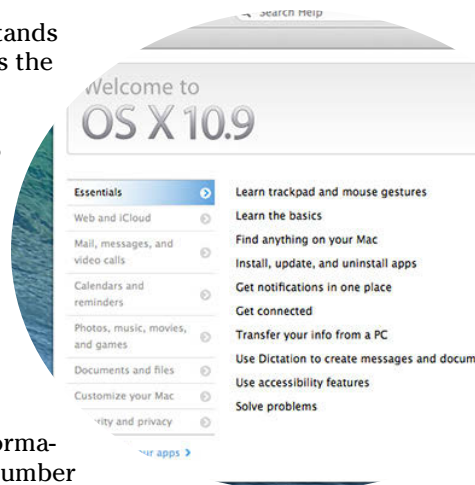 tands
s the
Search Help
Welcome to
OS X 10.9
Essentials
Web and iCloud
Mail, messages, and
video calls
Calendars and
reminders
Photos, music, movies,
and games
Documents and files
Customize your Mac
rity and privacy
ur apps
Learn trackpad and mouse gestures
Learn the basics
Find anything on your Mac
Install, update, and uninstall apps
Get notifications in one place
Get connected
Transfer your info from a PC
Use Dictation to create messages and docum
Use accessibility features
Solve problems
orma-
umber